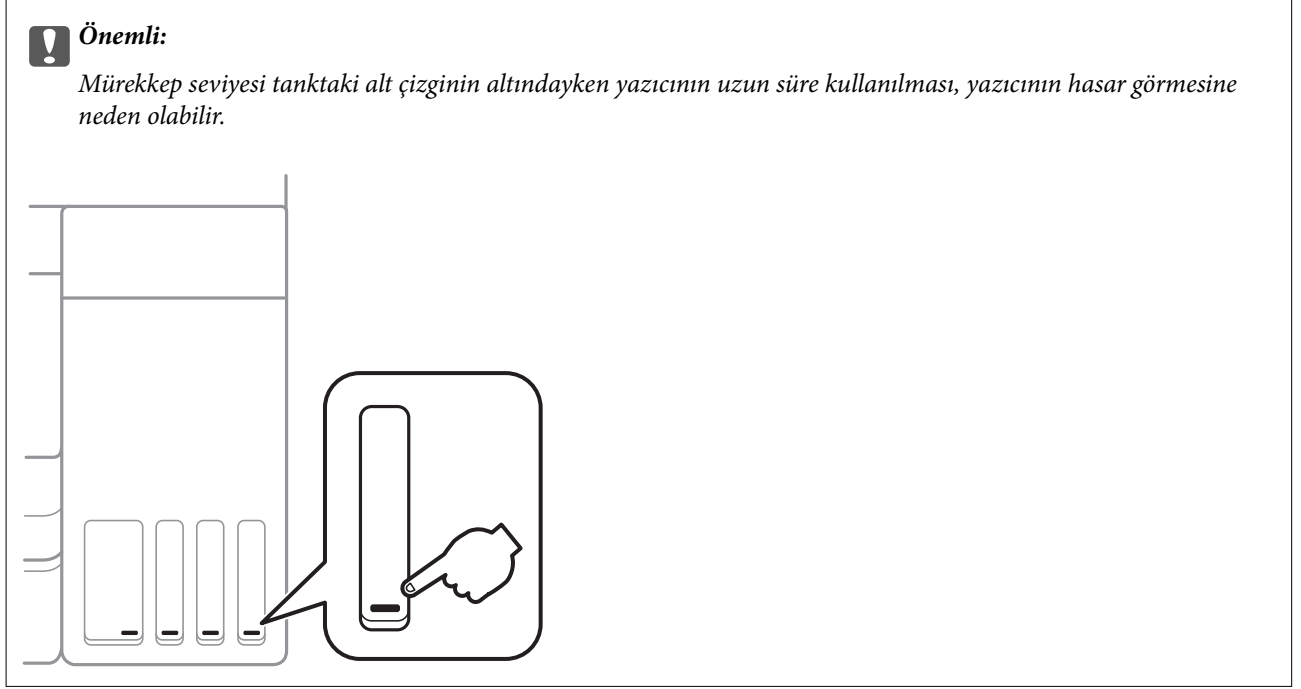 Önemli:
Mürekkep seviyesi tanktaki alt çizginin altındayken yazıcının uzun süre kullanılması, yazıcının hasar görmesine
neden olabilir.